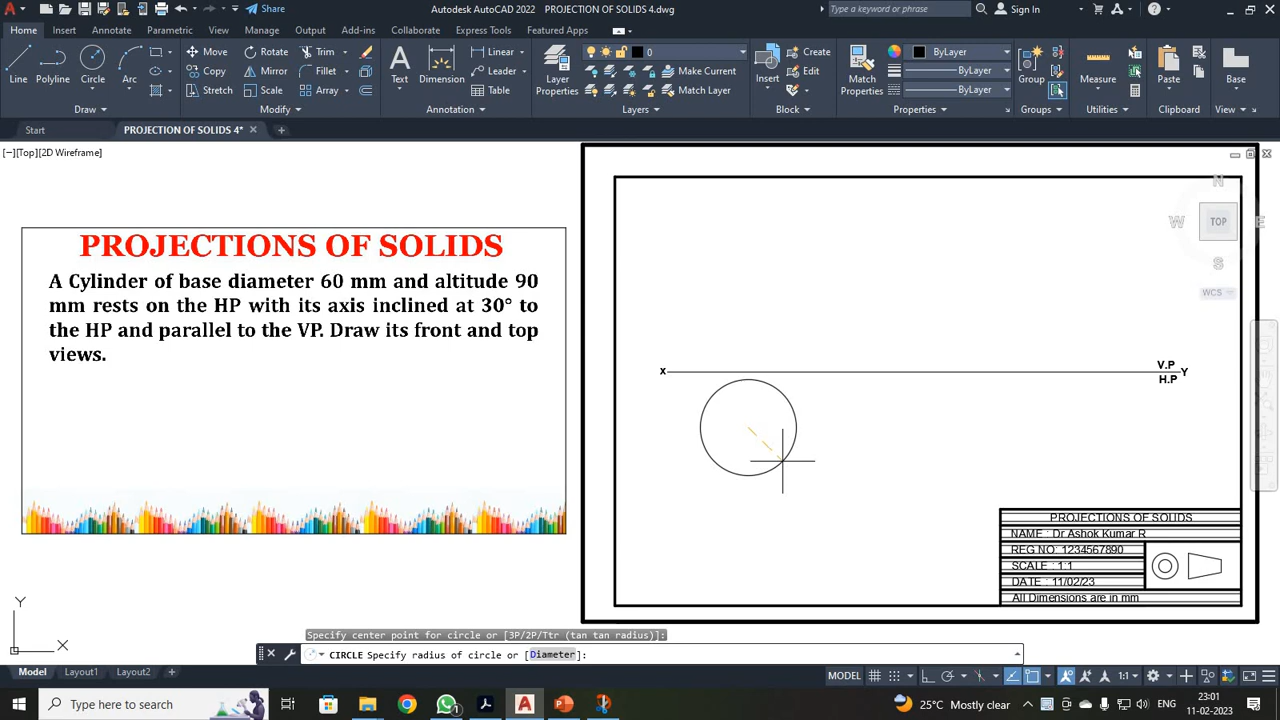 Share
Autodesk AutoCAD 2022 PROJECTION OF SOLIDS 4.dwg
Type a keyword or phrase
Sign In
Home Insert Annotate Parametric View Manage Output Add-ins Collaborate Express Tools Featured Apps
Line Polyline Circle Arc
Draw
Move Rotate Trim
Copy Mirror Fillet
Stretch Scale Array
Modify
Text Dimension
Linear
Leader
Table
Annotation
Layer Properties
0
Make Current
Match Layer
Layers
Insert
Create
Edit
Block
Match Properties
ByLayer
ByLayer
ByLayer
Properties
Group
Groups
Measure
Utilities
Paste
Clipboard
Base
View
Start
PROJECTION OF SOLIDS 4*
[−][Top][2D Wireframe]
PROJECTIONS OF SOLIDS
A Cylinder of base diameter 60 mm and altitude 90
mm rests on the HP with its axis inclined at 30° to
the HP and parallel to the VP. Draw its front and top
views.
N
W TOP E
S
WCS
X
V.P
Y
H.P
PROJECTIONS OF SOLIDS
NAME : Dr Ashok Kumar R
REG NO: 1234567890
SCALE : 1:1
DATE : 11/02/23
All Dimensions are in mm
Y
X
Specify center point for circle or [3P/2P/Ttr (tan tan radius)]:
CIRCLE Specify radius of circle or [Diameter]:
Model Layout1 Layout2
MODEL
1:1
Type here to search
1
25°C Mostly clear
ENG
23:01
11-02-2023